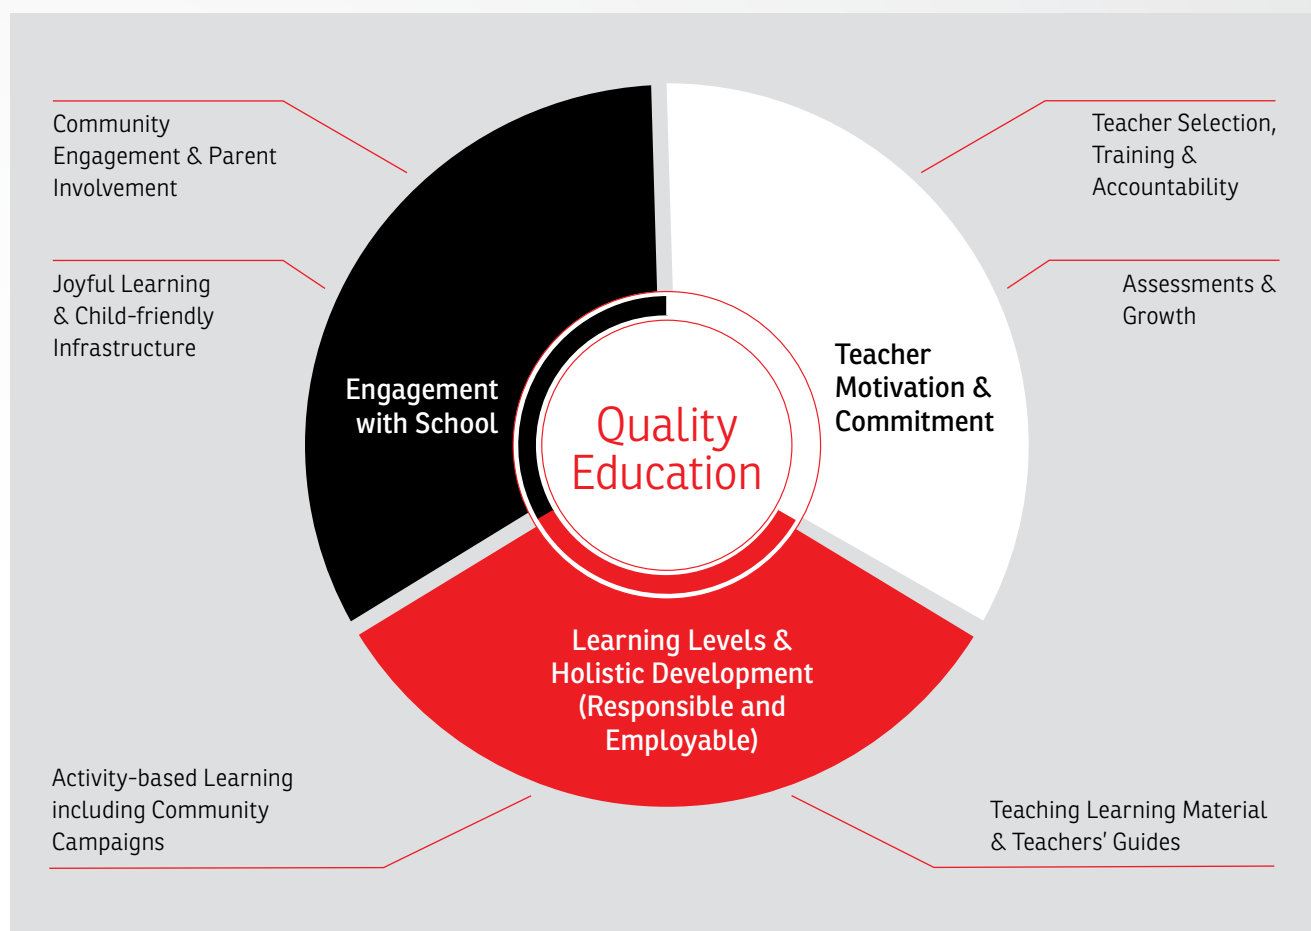 Community
Engagement & Parent
Involvement
Joyful Learning
& Child-friendly
Infrastructure
Teacher Selection,
Training &
Accountability
Assessments &
Growth
Engagement
with School
Teacher
Motivation &
Commitment
Quality
Education
Learning Levels &
Holistic Development
(Responsible and
Employable)
Activity-based Learning
including Community
Campaigns
Teaching Learning Material
& Teachers’ Guides